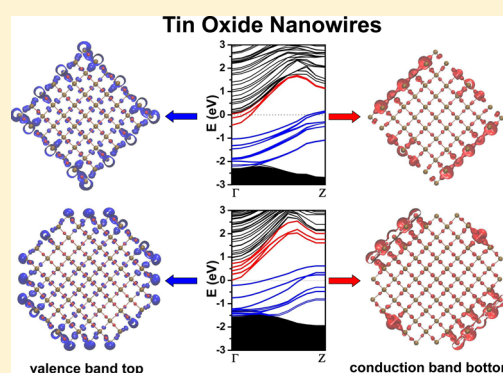 Tin Oxide Nanowires
3
2
1
0
-1
-2
-3
E (eV)
Γ
Z
3
2
1
0
-1
-2
-3
E (eV)
Γ
Z
valence band top
conduction band bottom